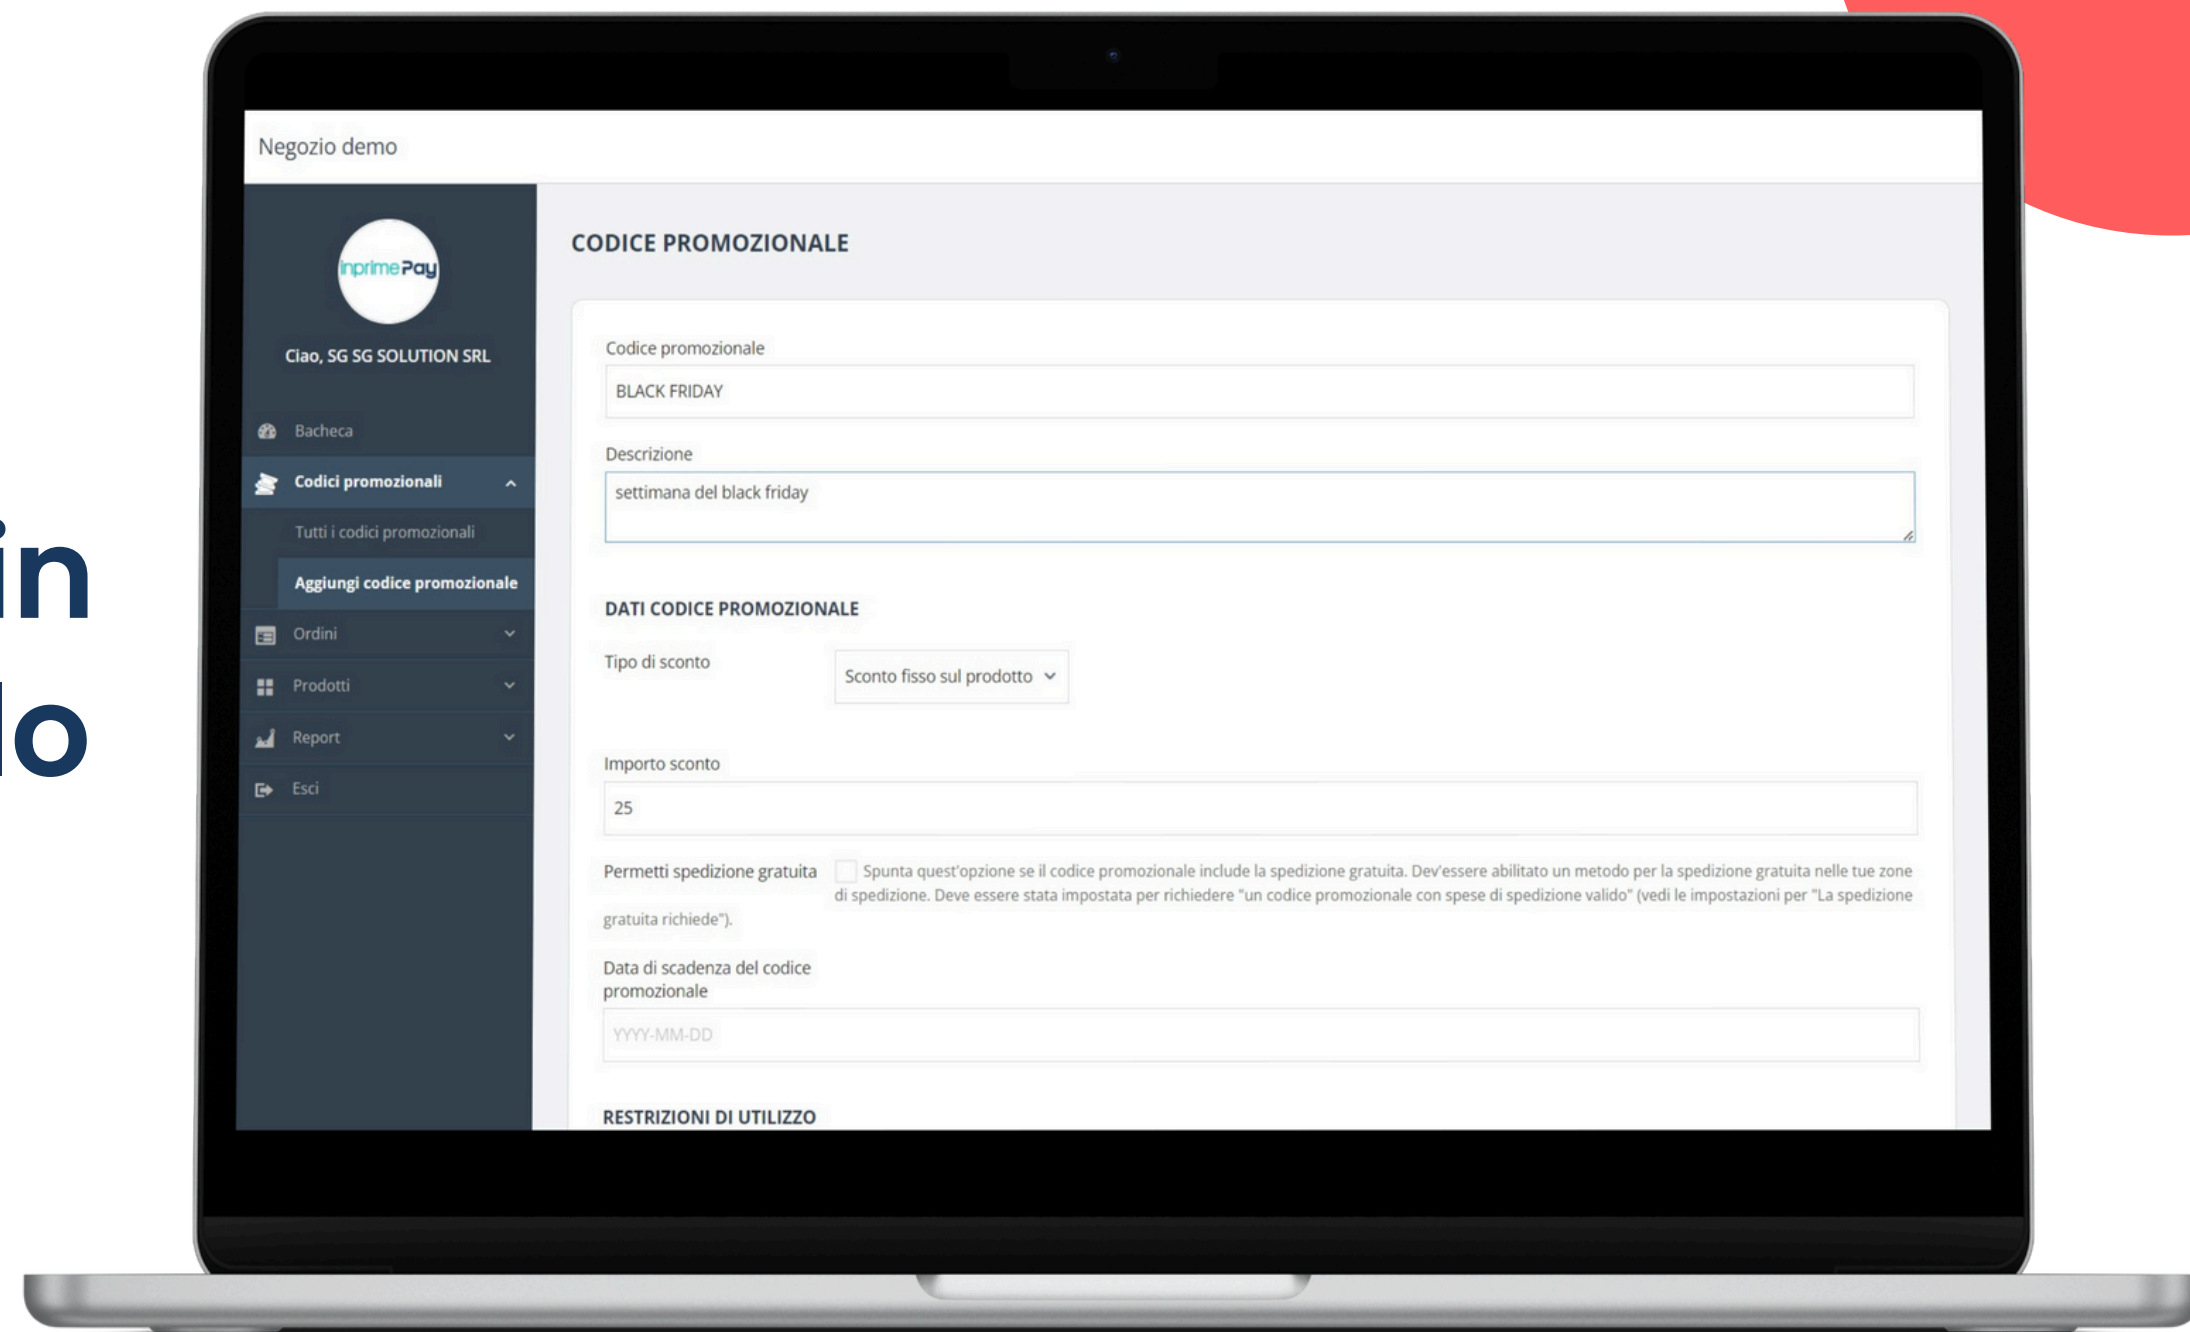 in
lo
Negozio demo
inprimePay
Ciao, SG SG SOLUTION SRL
Bacheca
Codici promozionali
Tutti i codici promozionali
Aggiungi codice promozionale
Ordini
Prodotti
Report
Esci
CODICE PROMOZIONALE
Codice promozionale
BLACK FRIDAY
Descrizione
settimana del black friday
DATI CODICE PROMOZIONALE
Tipo di sconto
Sconto fisso sul prodotto
Importo sconto
25
Permetti spedizione gratuita
Spunta quest'opzione se il codice promozionale include la spedizione gratuita. Dev'essere abilitato un metodo per la spedizione gratuita nelle tue zone
di spedizione. Deve essere stata impostata per richiedere "un codice promozionale con spese di spedizione valido" (vedi le impostazioni per "La spedizione
gratuita richiede").
Data di scadenza del codice
promozionale
YYYY-MM-DD
RESTRIZIONI DI UTILIZZO